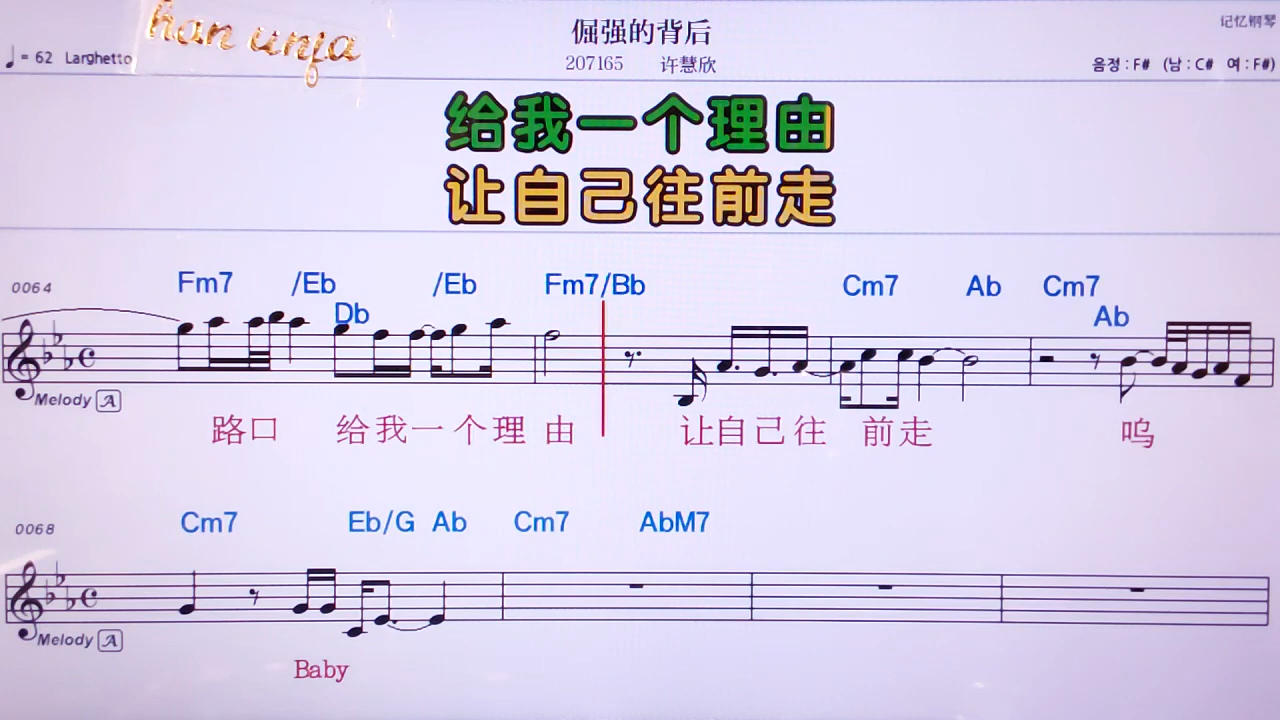 han unja
倔强的背后
记忆钢琴
♩= 62 Larghetto
207165 许慧欣
음정 : F# (남 : C# 여 : F#)
给我一个理由
让自己往前走
0064
Fm7 /Eb Db /Eb Fm7/Bb Cm7 Ab Cm7 Ab
Melody A
路口 给我一个理 由 让自己往 前走 呜
0068
Cm7 Eb/G Ab Cm7 AbM7
Melody A
Baby